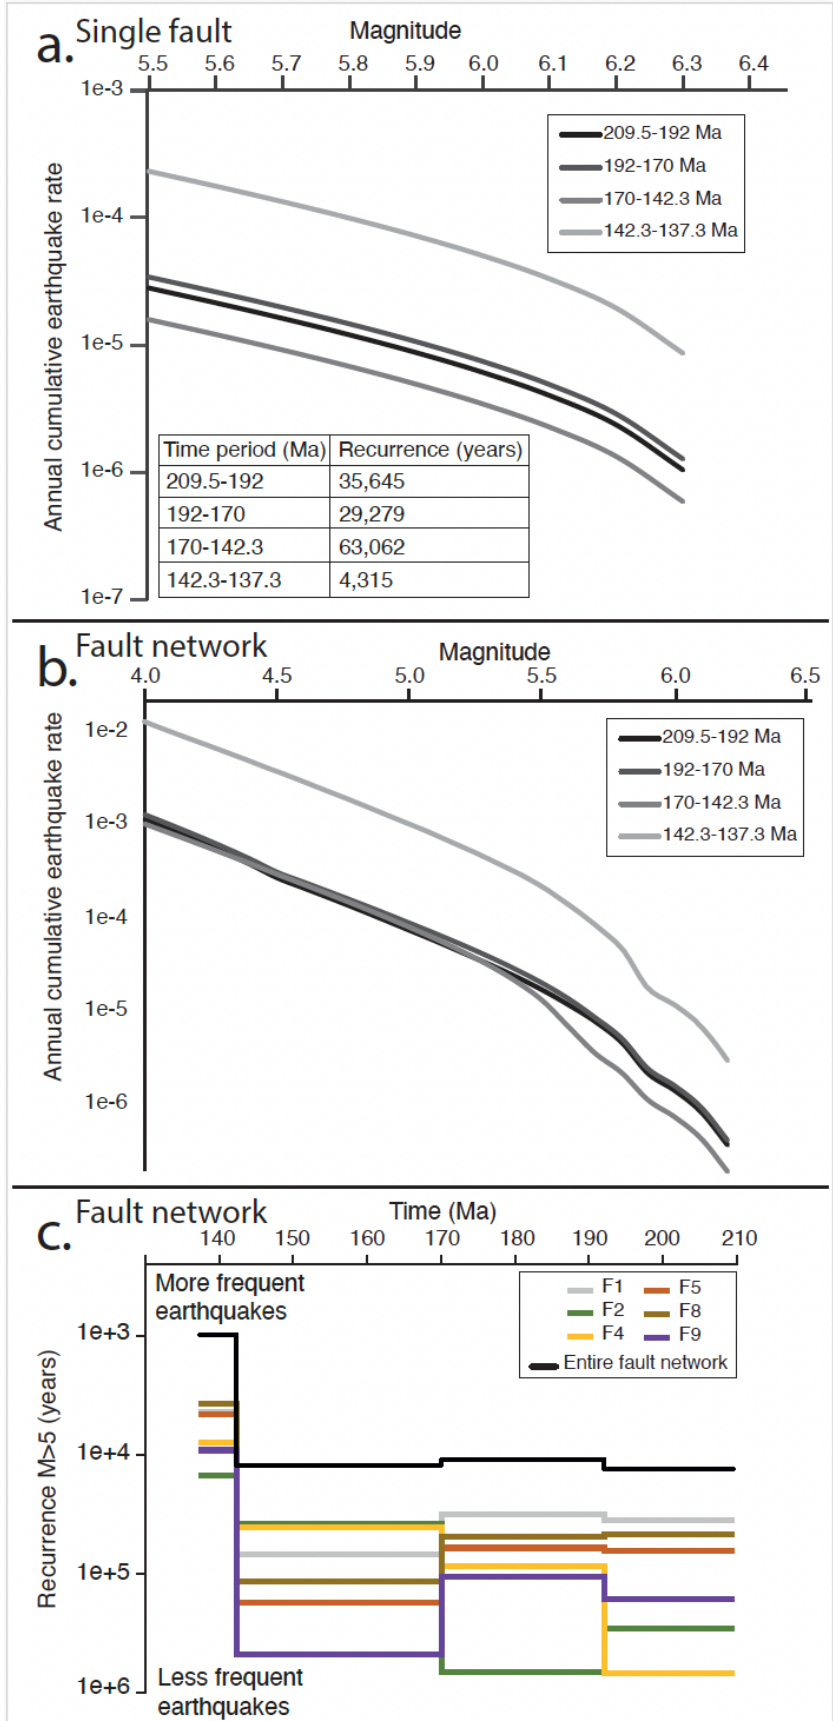 a. Single fault
Magnitude
5.5 5.6 5.7 5.8 5.9 6.0 6.1 6.2 6.3 6.4
Annual cumulative earthquake rate
1e-3
1e-4
1e-5
1e-6
1e-7
209.5-192 Ma
192-170 Ma
170-142.3 Ma
142.3-137.3 Ma
Time period (Ma) Recurrence (years)
209.5-192 35,645
192-170 29,279
170-142.3 63,062
142.3-137.3 4,315
b. Fault network
Magnitude
4.0 4.5 5.0 5.5 6.0 6.5
Annual cumulative earthquake rate
1e-2
1e-3
1e-4
1e-5
1e-6
209.5-192 Ma
192-170 Ma
170-142.3 Ma
142.3-137.3 Ma
c. Fault network
Time (Ma)
140 150 160 170 180 190 200 210
More frequent
earthquakes
F1 F5
F2 F8
F4 F9
Entire fault network
Recurrence M>5 (years)
1e+3
1e+4
1e+5
1e+6
Less frequent
earthquakes